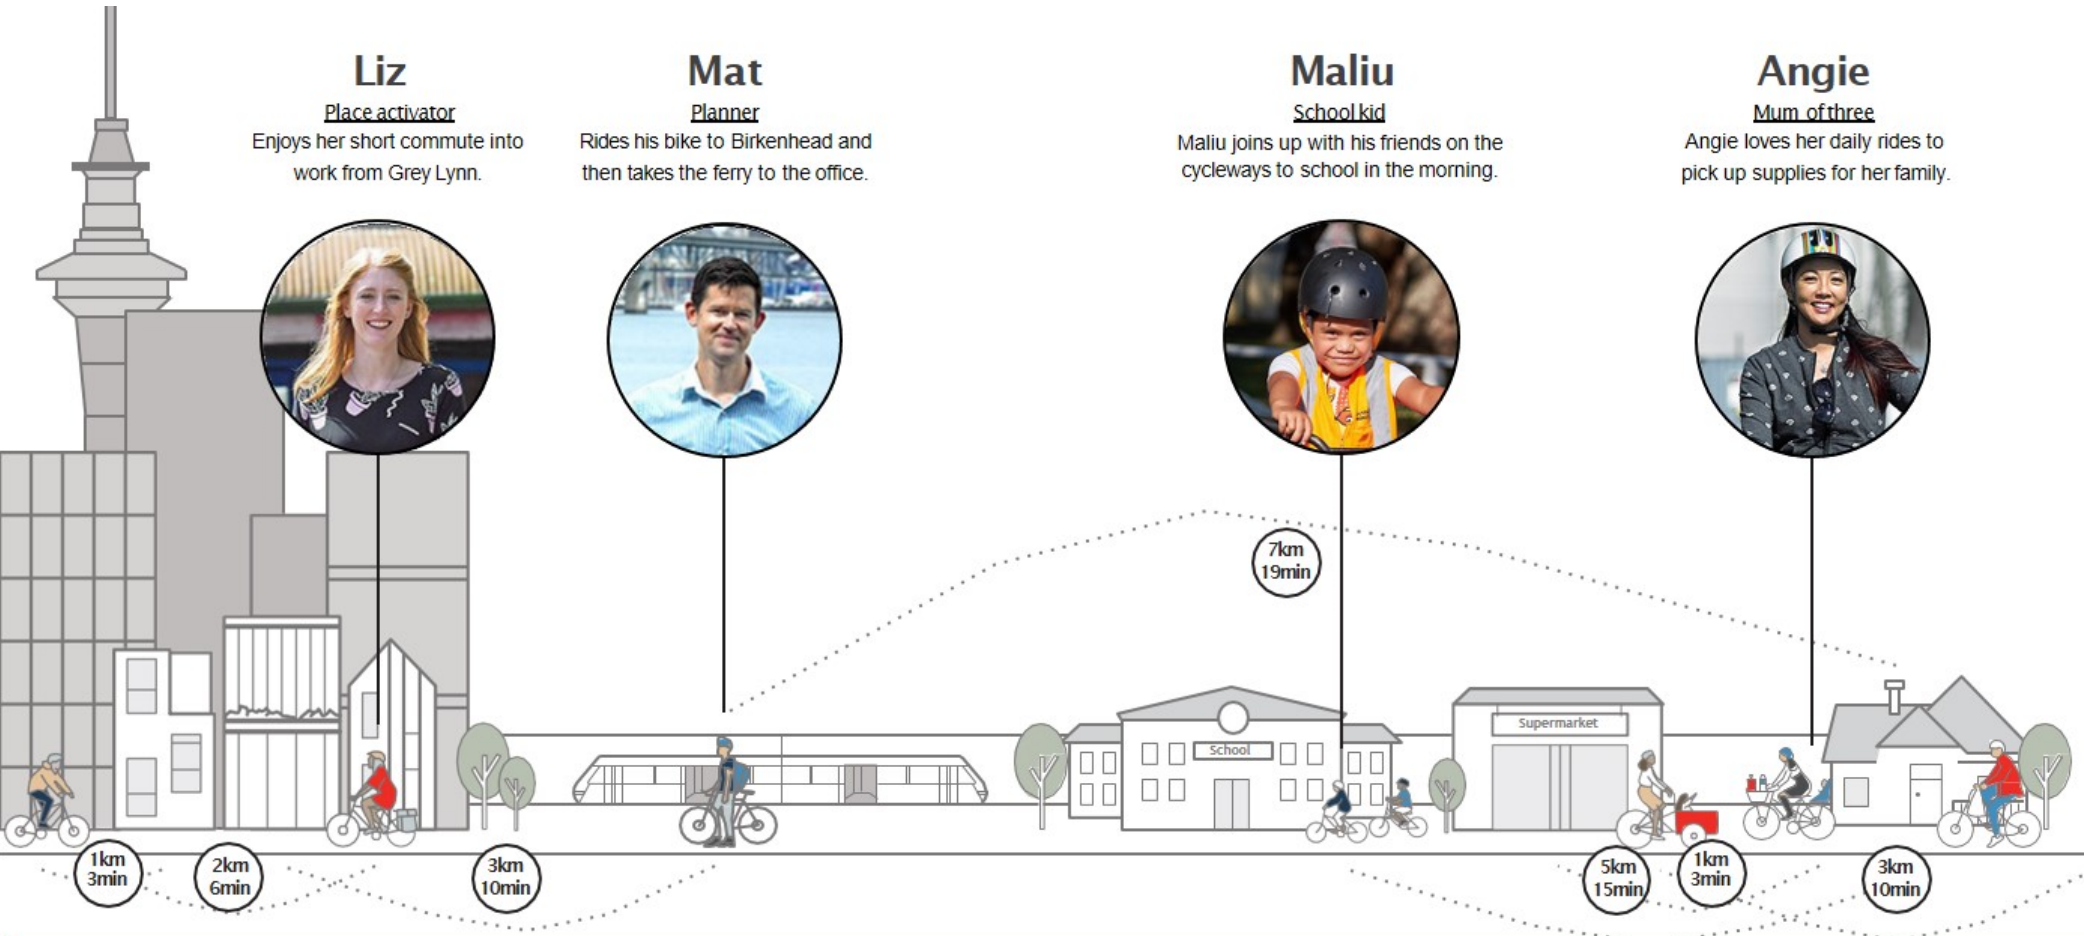 Liz
Place activator
Enjoys her short commute into
work from Grey Lynn.
Mat
Planner
Rides his bike to Birkenhead and
then takes the ferry to the office.
Maliu
School kid
Maliu joins up with his friends on the
cycleways to school in the morning.
Angie
Mum of three
Angie loves her daily rides to
pick up supplies for her family.
7km
19min
School
Supermarket
1km
3min
2km
6min
3km
10min
5km
15min
1km
3min
3km
10min